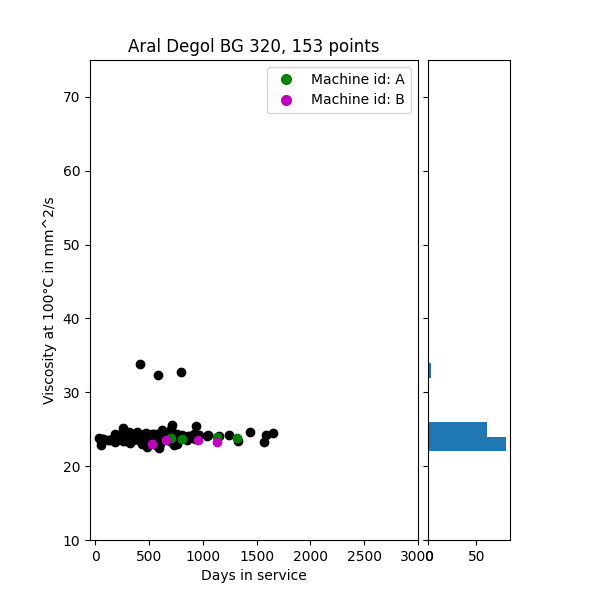 Aral Degol BG 320, 153 points
Machine id: A
Machine id: B
Viscosity at 100°C in mm^2/s
70
60
50
40
30
20
10
0 500 1000 1500 2000 2500 3000
0 50
Days in service